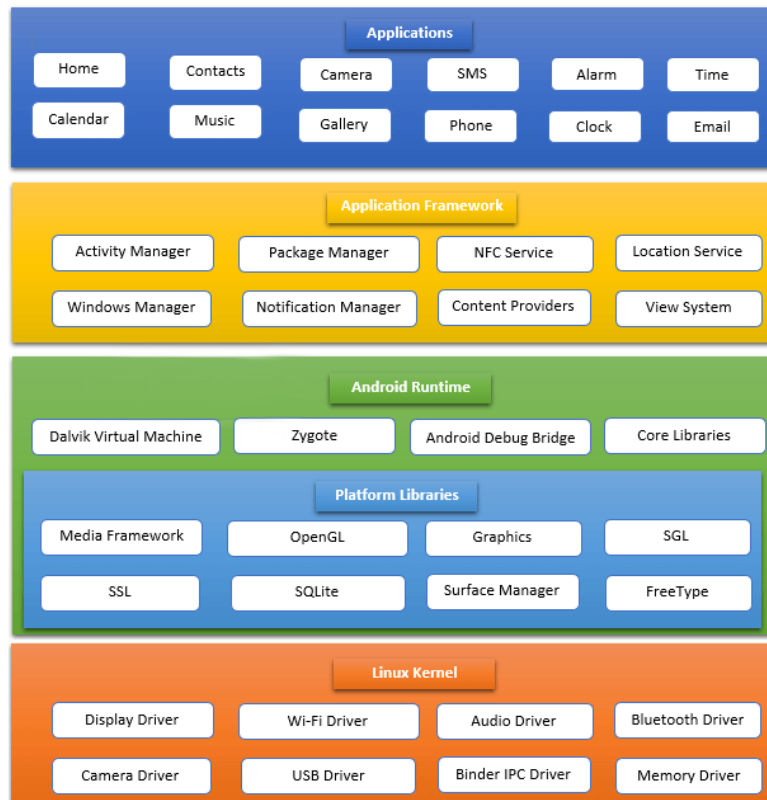 Applications
Home Contacts Camera SMS Alarm Time
Calendar Music Gallery Phone Clock Email
Application Framework
Activity Manager Package Manager NFC Service Location Service
Windows Manager Notification Manager Content Providers View System
Android Runtime
Dalvik Virtual Machine Zygote Android Debug Bridge Core Libraries
Platform Libraries
Media Framework OpenGL Graphics SGL
SSL SQLite Surface Manager FreeType
Linux Kernel
Display Driver Wi-Fi Driver Audio Driver Bluetooth Driver
Camera Driver USB Driver Binder IPC Driver Memory Driver